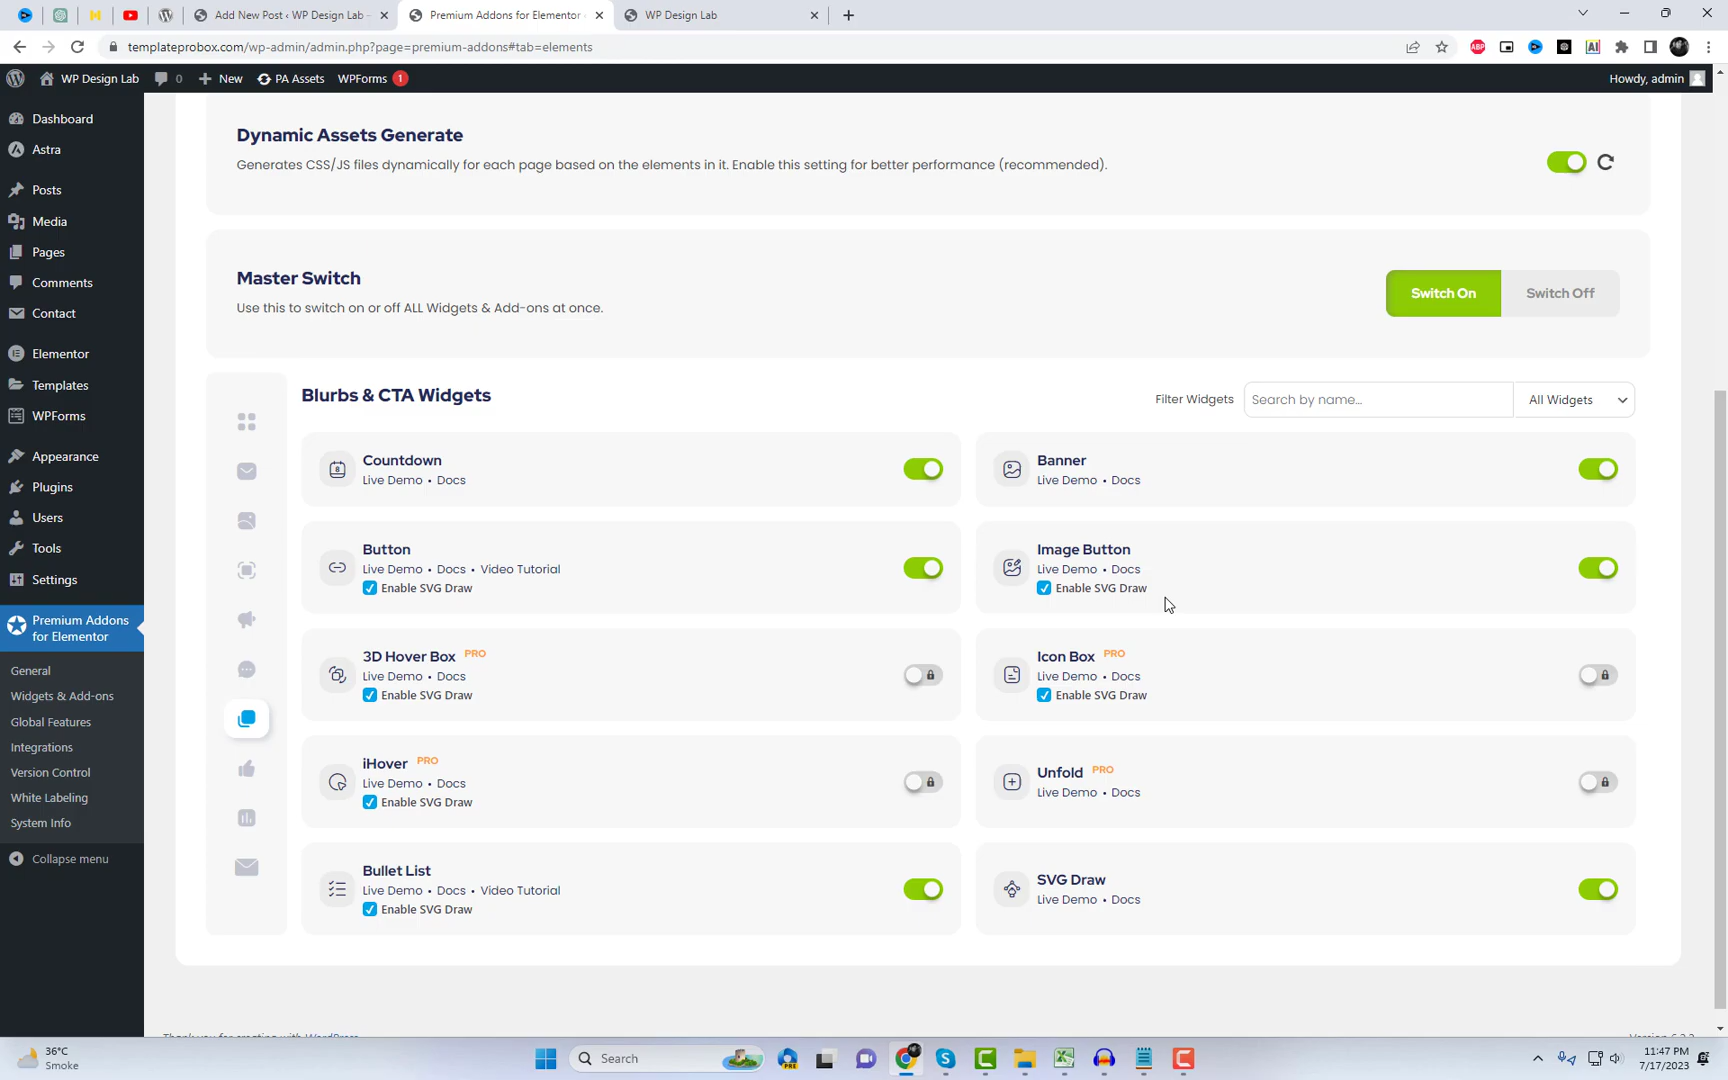 Add New Post ‹ WP Design Lab -
Premium Addons for Elementor
WP Design Lab
templateprobox.com/wp-admin/admin.php?page=premium-addons#tab=elements
ABP
AI
WP Design Lab
0
New
PA Assets
WPForms
1
Howdy, admin
Dashboard
Astra
Posts
Media
Pages
Comments
Contact
Elementor
Templates
WPForms
Appearance
Plugins
Users
Tools
Settings
Premium Addons
for Elementor
General
Widgets & Add-ons
Global Features
Integrations
Version Control
White Labeling
System Info
Collapse menu
Dynamic Assets Generate
Generates CSS/JS files dynamically for each page based on the elements in it. Enable this setting for better performance (recommended).
Master Switch
Use this to switch on or off ALL Widgets & Add-ons at once.
Switch On
Switch Off
Blurbs & CTA Widgets
Filter Widgets
Search by name...
All Widgets
Countdown
Live Demo • Docs
Banner
Live Demo • Docs
Button
Live Demo • Docs • Video Tutorial
Enable SVG Draw
Image Button
Live Demo • Docs
Enable SVG Draw
3D Hover Box PRO
Live Demo • Docs
Enable SVG Draw
Icon Box PRO
Live Demo • Docs
Enable SVG Draw
iHover PRO
Live Demo • Docs
Enable SVG Draw
Unfold PRO
Live Demo • Docs
Bullet List
Live Demo • Docs • Video Tutorial
Enable SVG Draw
SVG Draw
Live Demo • Docs
Thank you for creating with WordPress
36°C
Smoke
Search
PRE
11:47 PM
7/17/2023